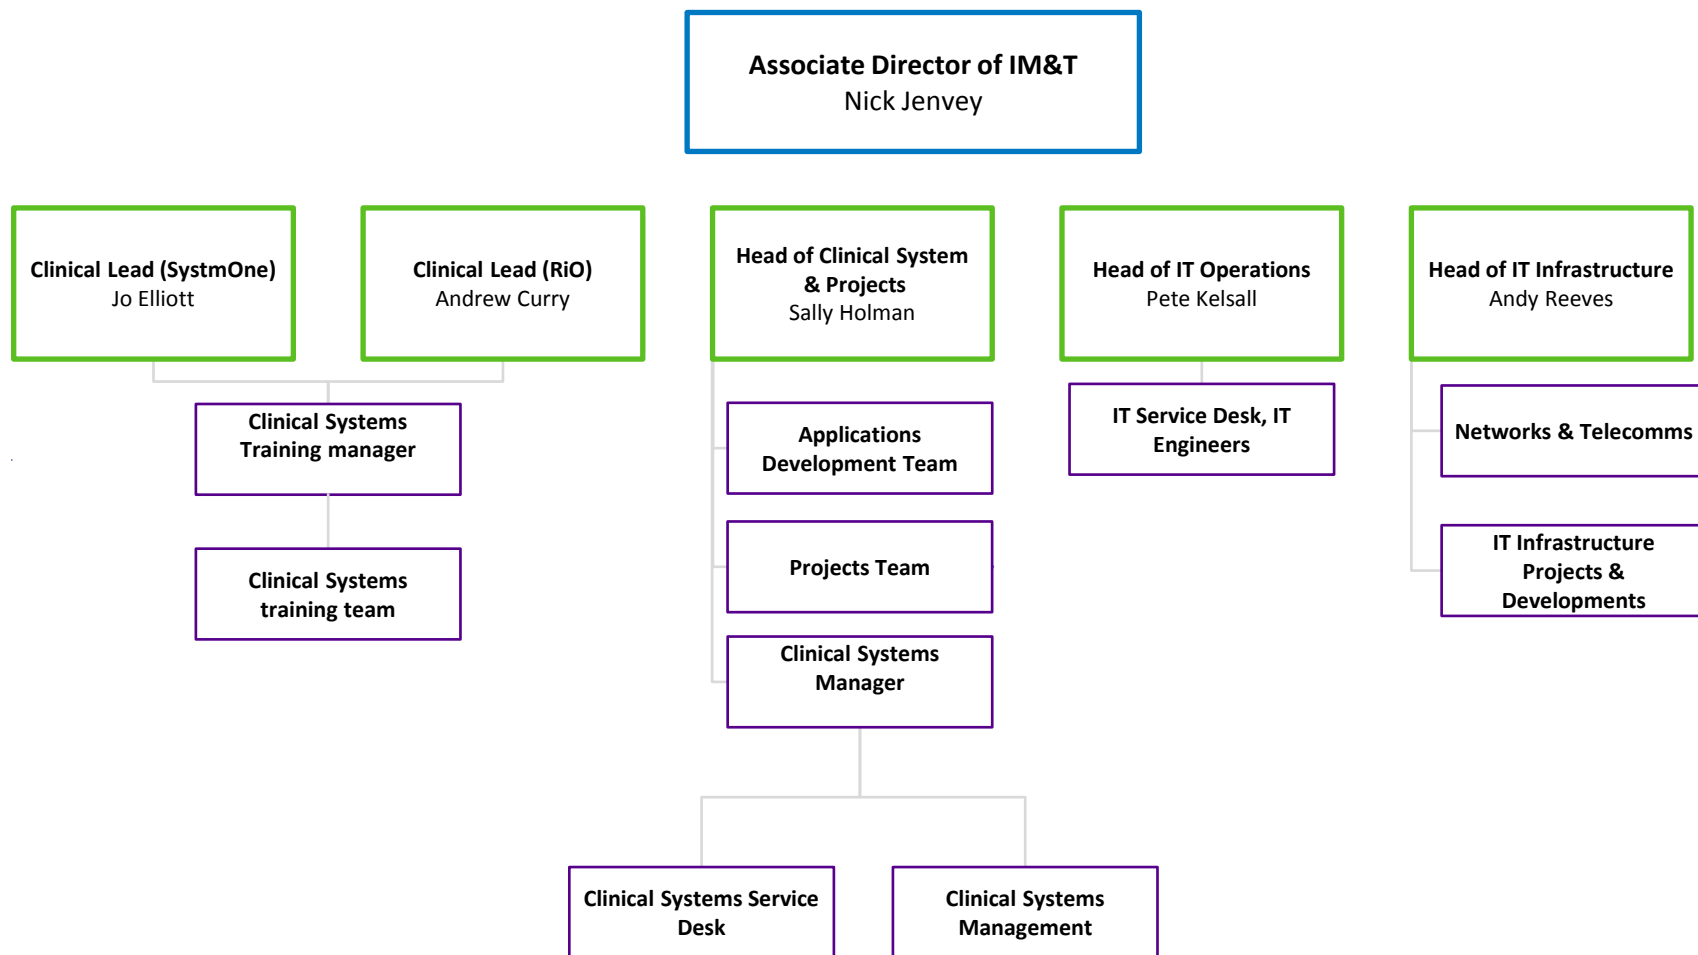 Associate Director of IM&T
Nick Jenvey
Clinical Lead (SystmOne)
Jo Elliott
Clinical Lead (RiO)
Andrew Curry
Head of Clinical System
& Projects
Sally Holman
Head of IT Operations
Pete Kelsall
Head of IT Infrastructure
Andy Reeves
Clinical Systems
Training manager
Clinical Systems
training team
Applications
Development Team
Projects Team
Clinical Systems
Manager
IT Service Desk, IT
Engineers
Networks & Telecomms
IT Infrastructure
Projects &
Developments
Clinical Systems Service
Desk
Clinical Systems
Management